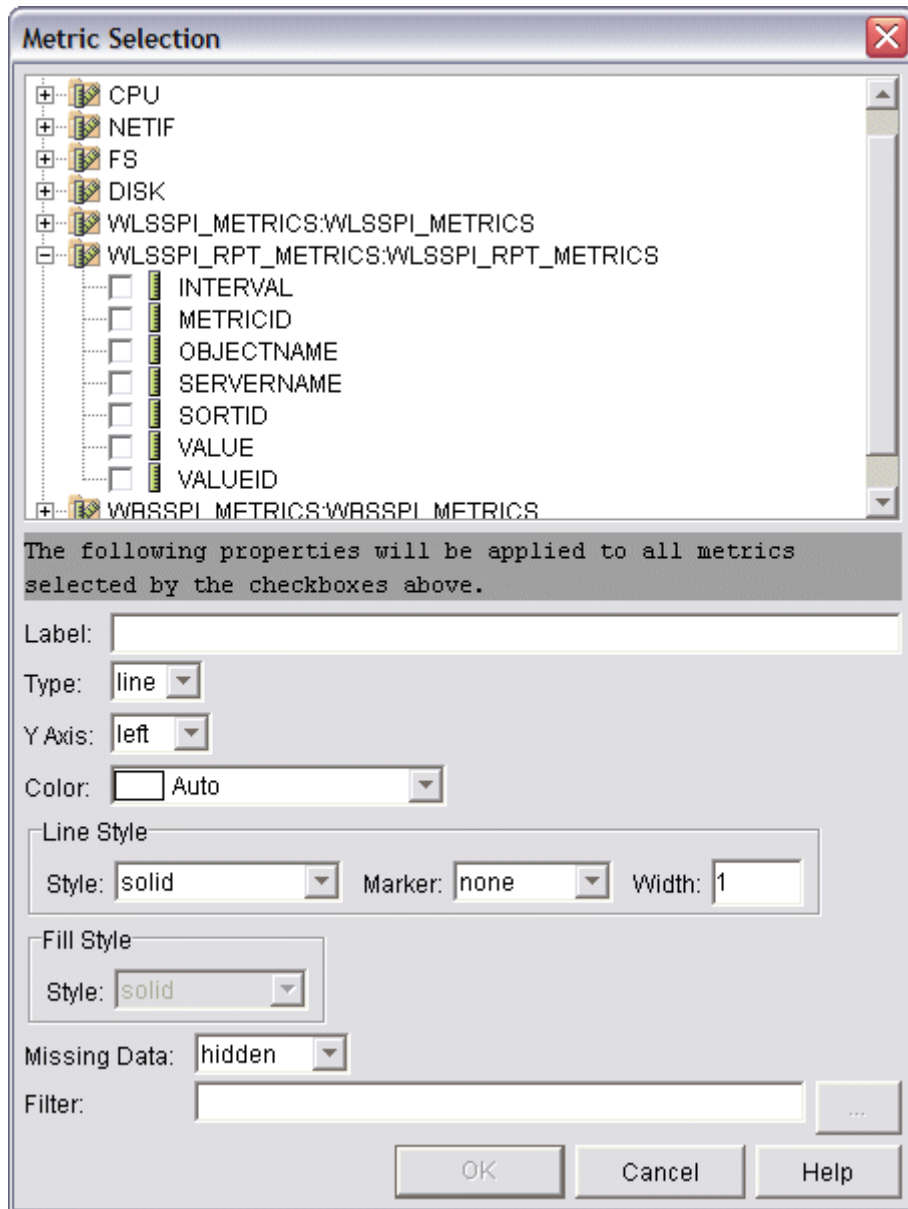 Metric Selection
CPU
NETIF
FS
DISK
WLSSPI_METRICS:WLSSPI_METRICS
WLSSPI_RPT_METRICS:WLSSPI_RPT_METRICS
INTERVAL
METRICID
OBJECTNAME
SERVERNAME
SORTID
VALUE
VALUEID
WBSSPI_METRICS:WBSSPI_METRICS
The following properties will be applied to all metrics
selected by the checkboxes above.
Label:
Type: line
Y Axis: left
Color: Auto
Line Style
Style: solid Marker: none Width: 1
Fill Style
Style: solid
Missing Data: hidden
Filter: ...
OK Cancel Help